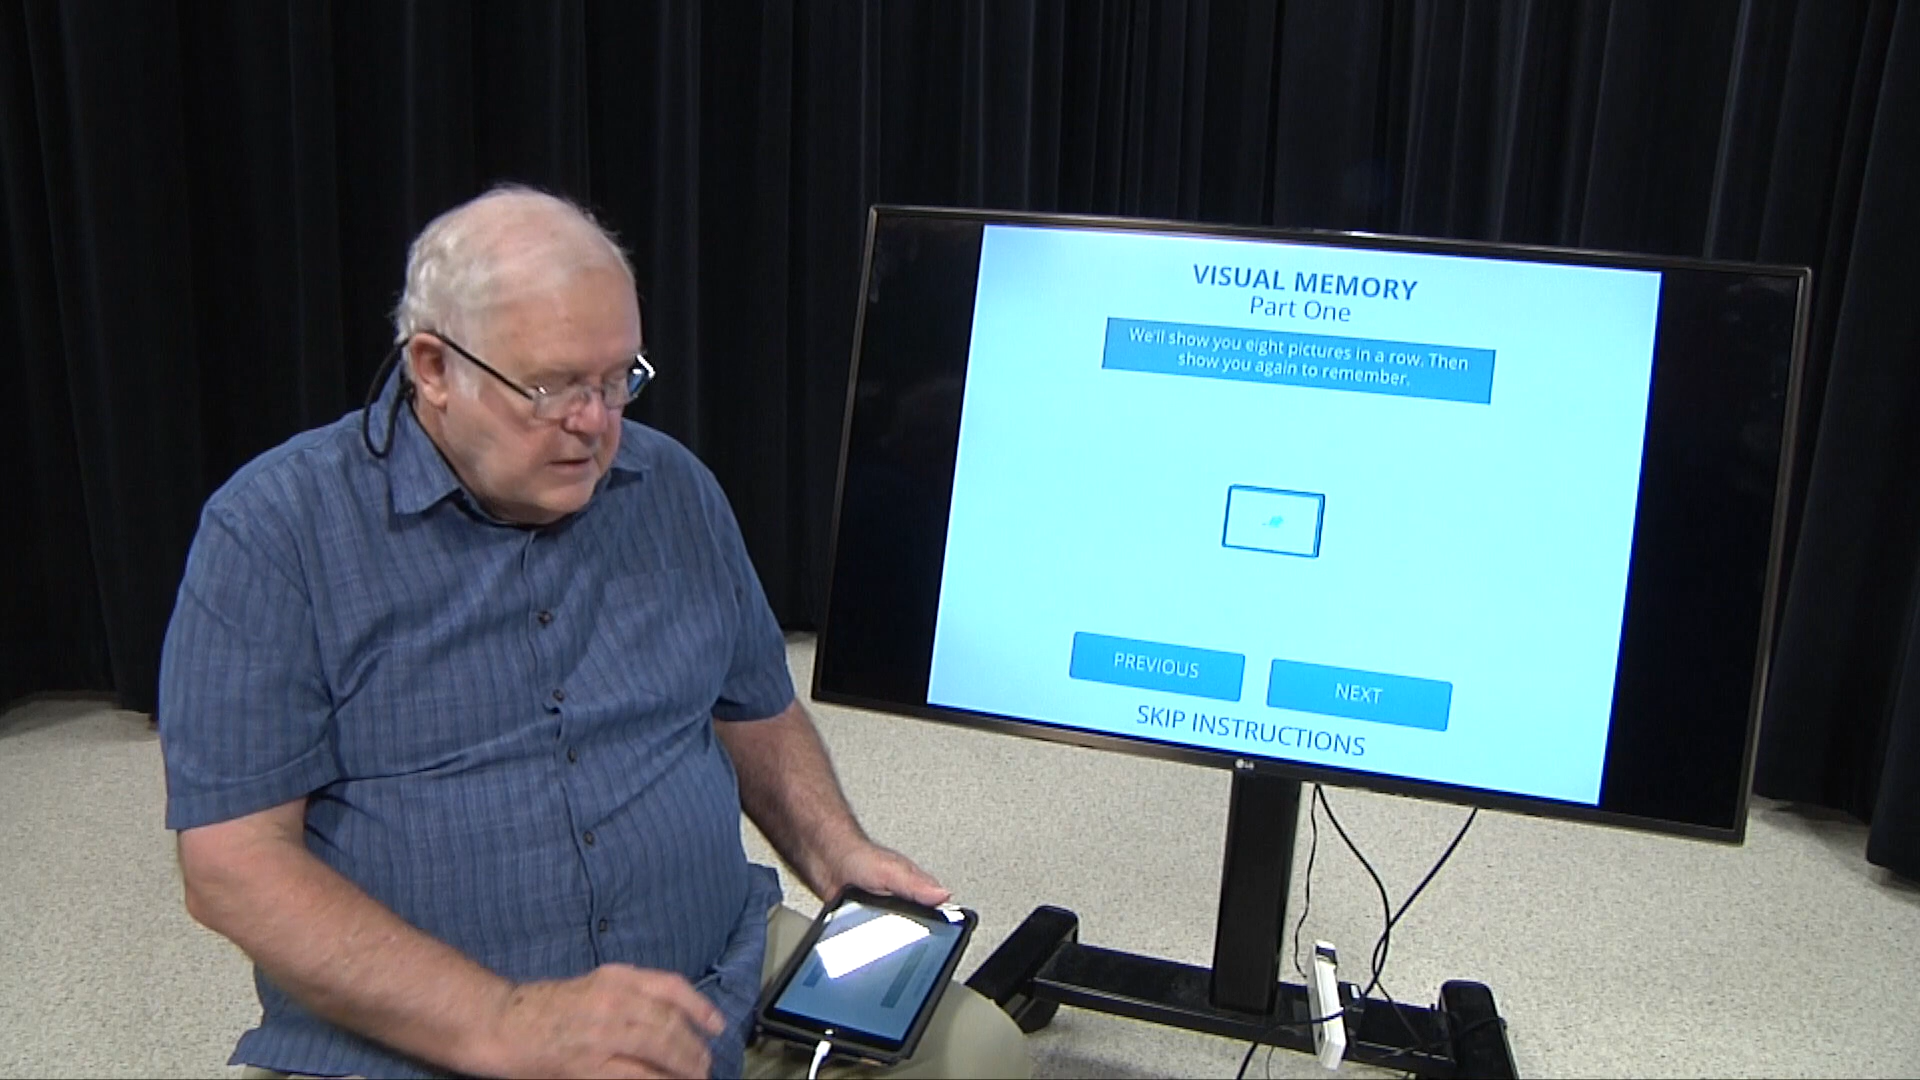 VISUAL MEMORY
Part One
We'll show you eight pictures in a row. Then
show you again to remember.
PREVIOUS
NEXT
SKIP INSTRUCTIONS
LG